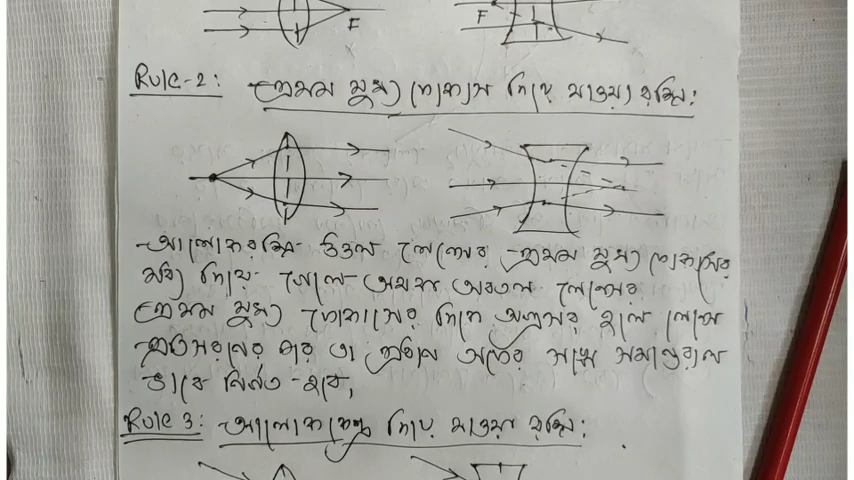 F
F
Rule-2: প্রথম মুখ্য ফোকাস দিয়ে যাওয়া রশ্মি:
আলোকরশ্মি উত্তল লেন্সের প্রথম মুখ্য ফোকাসের
মধ্য দিয়ে গেলে অথবা অবতল লেন্সের
প্রথম মুখ্য ফোকাসের দিকে অগ্রসর হলে লেন্সে
প্রতিসরণের পর তা প্রধান অক্ষের সঙ্গে সমান্তরাল
ভাবে নির্গত হবে,
Rule 3: আলোককেন্দ্র দিয়ে যাওয়া রশ্মি: